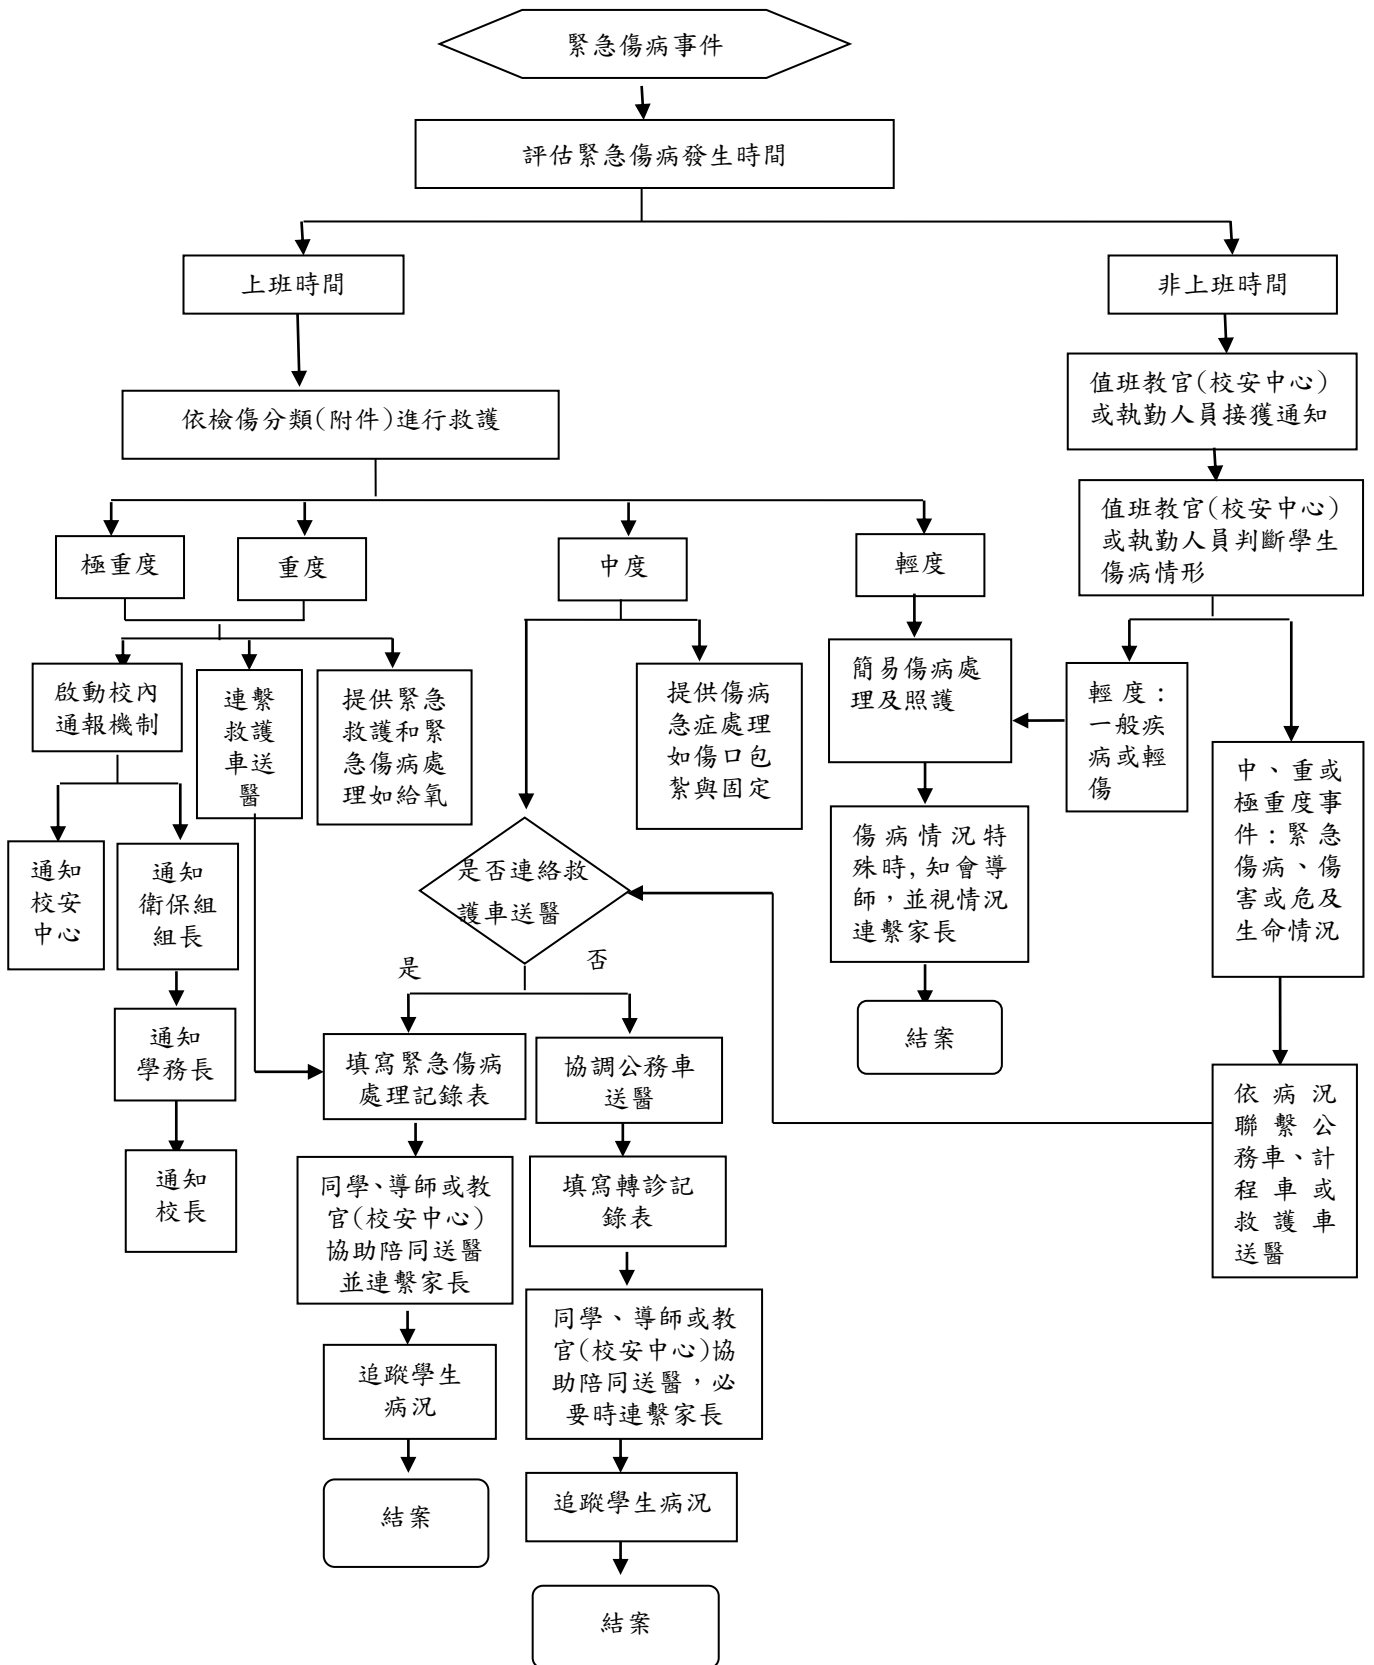 緊急傷病事件
評估緊急傷病發生時間
上班時間
非上班時間
依檢傷分類(附件)進行救護
值班教官(校安中心)
或執勤人員接獲通知
值班教官(校安中心)
或執勤人員判斷學生
傷病情形
極重度
重度
中度
輕度
啟動校內
通報機制
連繫
救護
車送
醫
提供緊急
救護和緊
急傷病處
理如給氧
提供傷病
急症處理
如傷口包
紮與固定
簡易傷病處
理及照護
輕度：
一般疾
病或輕
傷
中、重或
極重度事
件：緊急
傷病、傷
害或危及
生命情況
通知
校安
中心
通知
衛保組
組長
是否連絡救
護車送醫
傷病情況特
殊時,知會導
師，並視情況
連繫家長
是
否
結案
通知
學務長
填寫緊急傷病
處理記錄表
協調公務車
送醫
依病況
聯繫公
務車、計
程車或
救護車
送醫
通知
校長
同學、導師或教
官(校安中心)
協助陪同送醫
並連繫家長
填寫轉診記
錄表
同學、導師或教
官(校安中心)協
助陪同送醫，必
要時連繫家長
追蹤學生
病況
追蹤學生病況
結案
結案